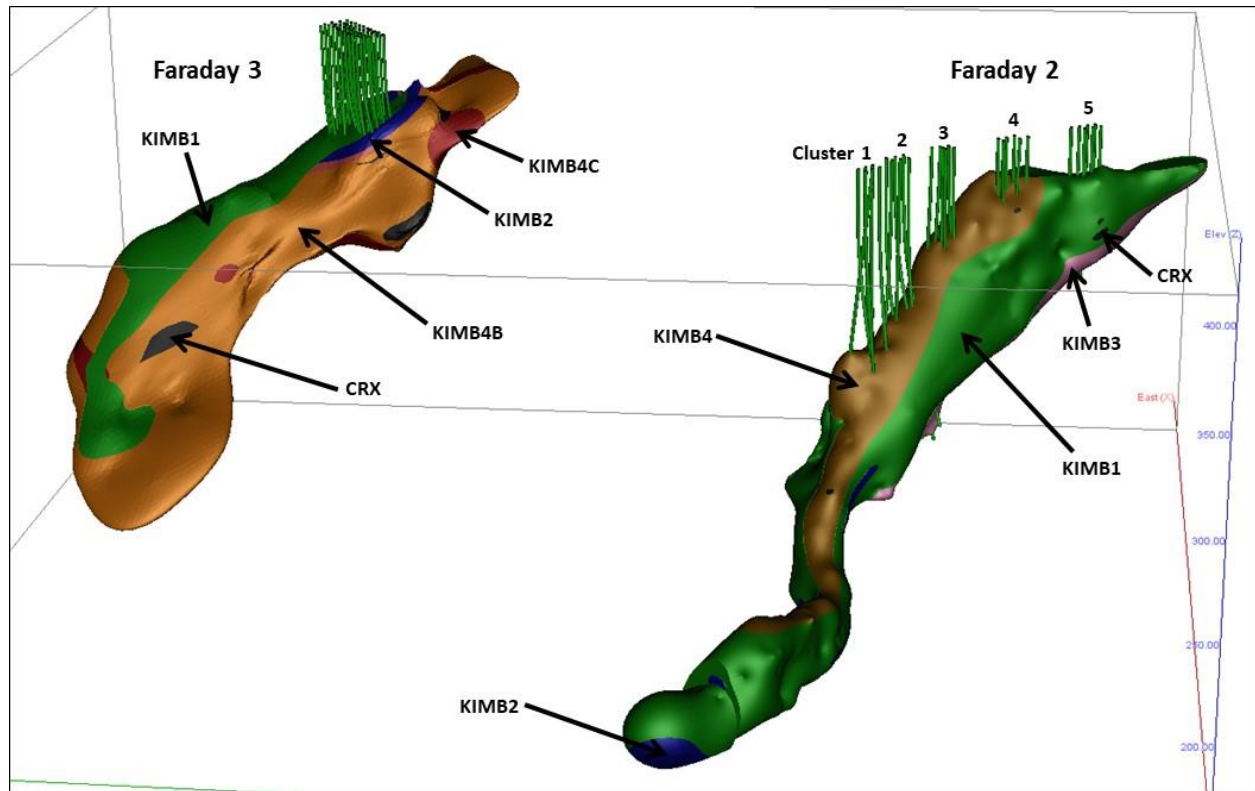 Faraday 3
Faraday 2
KIMB1
KIMB4C
KIMB2
KIMB4B
CRX
Cluster 1
2
3
4
5
KIMB4
CRX
KIMB3
KIMB1
KIMB2
Elev (Z)
400.00
East (X)
350.00
300.00
250.00
200.00